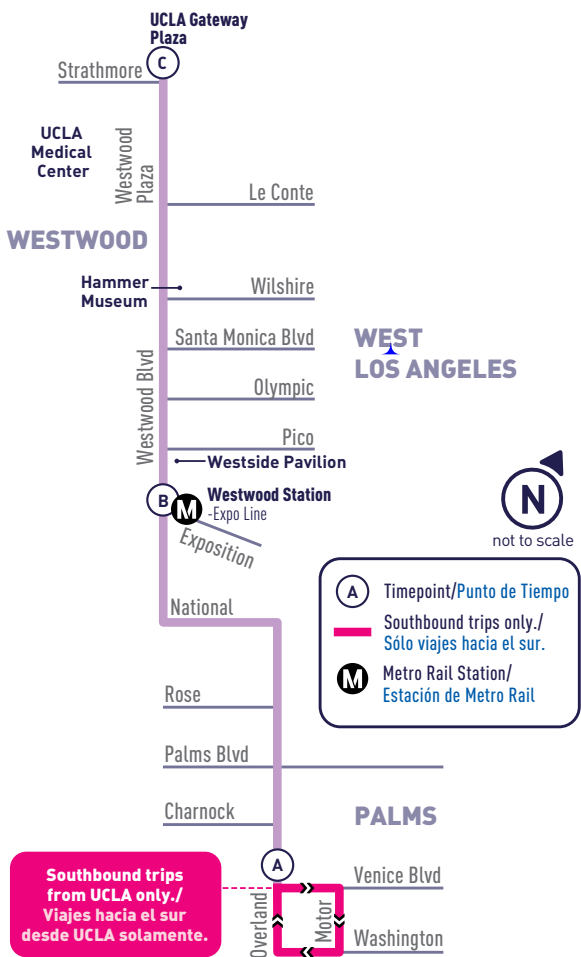 UCLA Gateway
Plaza
C
Strathmore
UCLA
Medical
Center
Westwood
Plaza
Le Conte
WESTWOOD
Hammer
Museum
Wilshire
Santa Monica Blvd
WEST
LOS ANGELES
Westwood Blvd
Olympic
Pico
Westside Pavilion
B
M
Westwood Station
-Expo Line
Exposition
N
not to scale
National
A
Timepoint/Punto de Tiempo
Southbound trips only./
Sólo viajes hacia el sur.
M
Metro Rail Station/
Estación de Metro Rail
Rose
Palms Blvd
Charnock
PALMS
A
Southbound trips
from UCLA only./
Viajes hacia el sur
desde UCLA solamente.
Venice Blvd
Overland
Motor
Washington